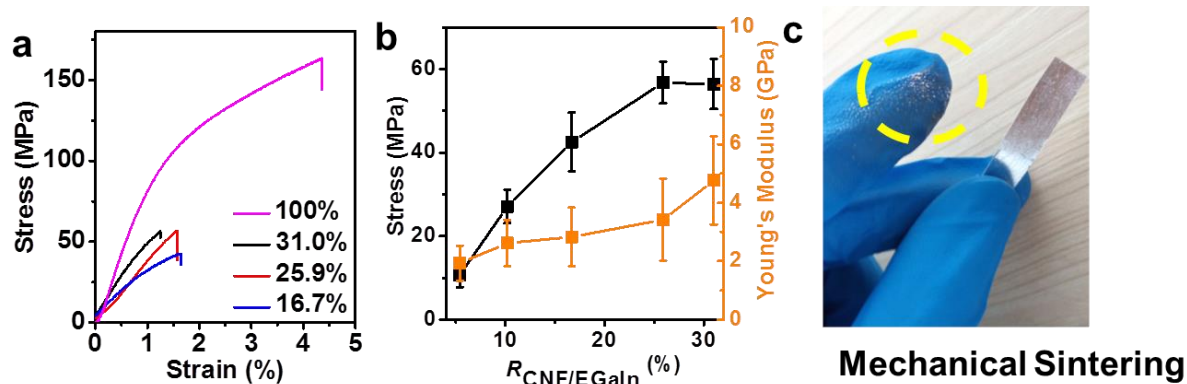 a
150
100
50
0
Stress (MPa)
100%
31.0%
25.9%
16.7%
0 1 2 3 4 5
Strain (%)
b
60
40
20
0
Stress (MPa)
10
8
6
4
2
0
Young's Modulus (GPa)
10 20 30
RCNF/EGaIn (%)
c
Mechanical Sintering